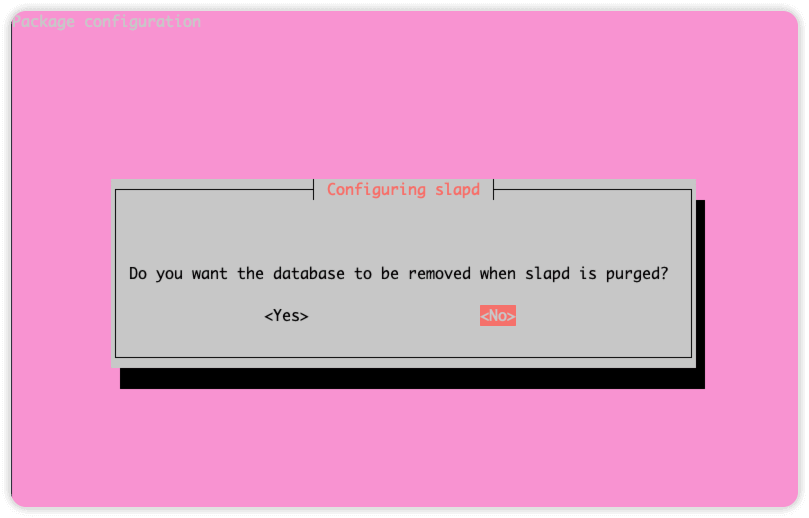 Package configuration
Configuring slapd
Do you want the database to be removed when slapd is purged?
<Yes> <No>